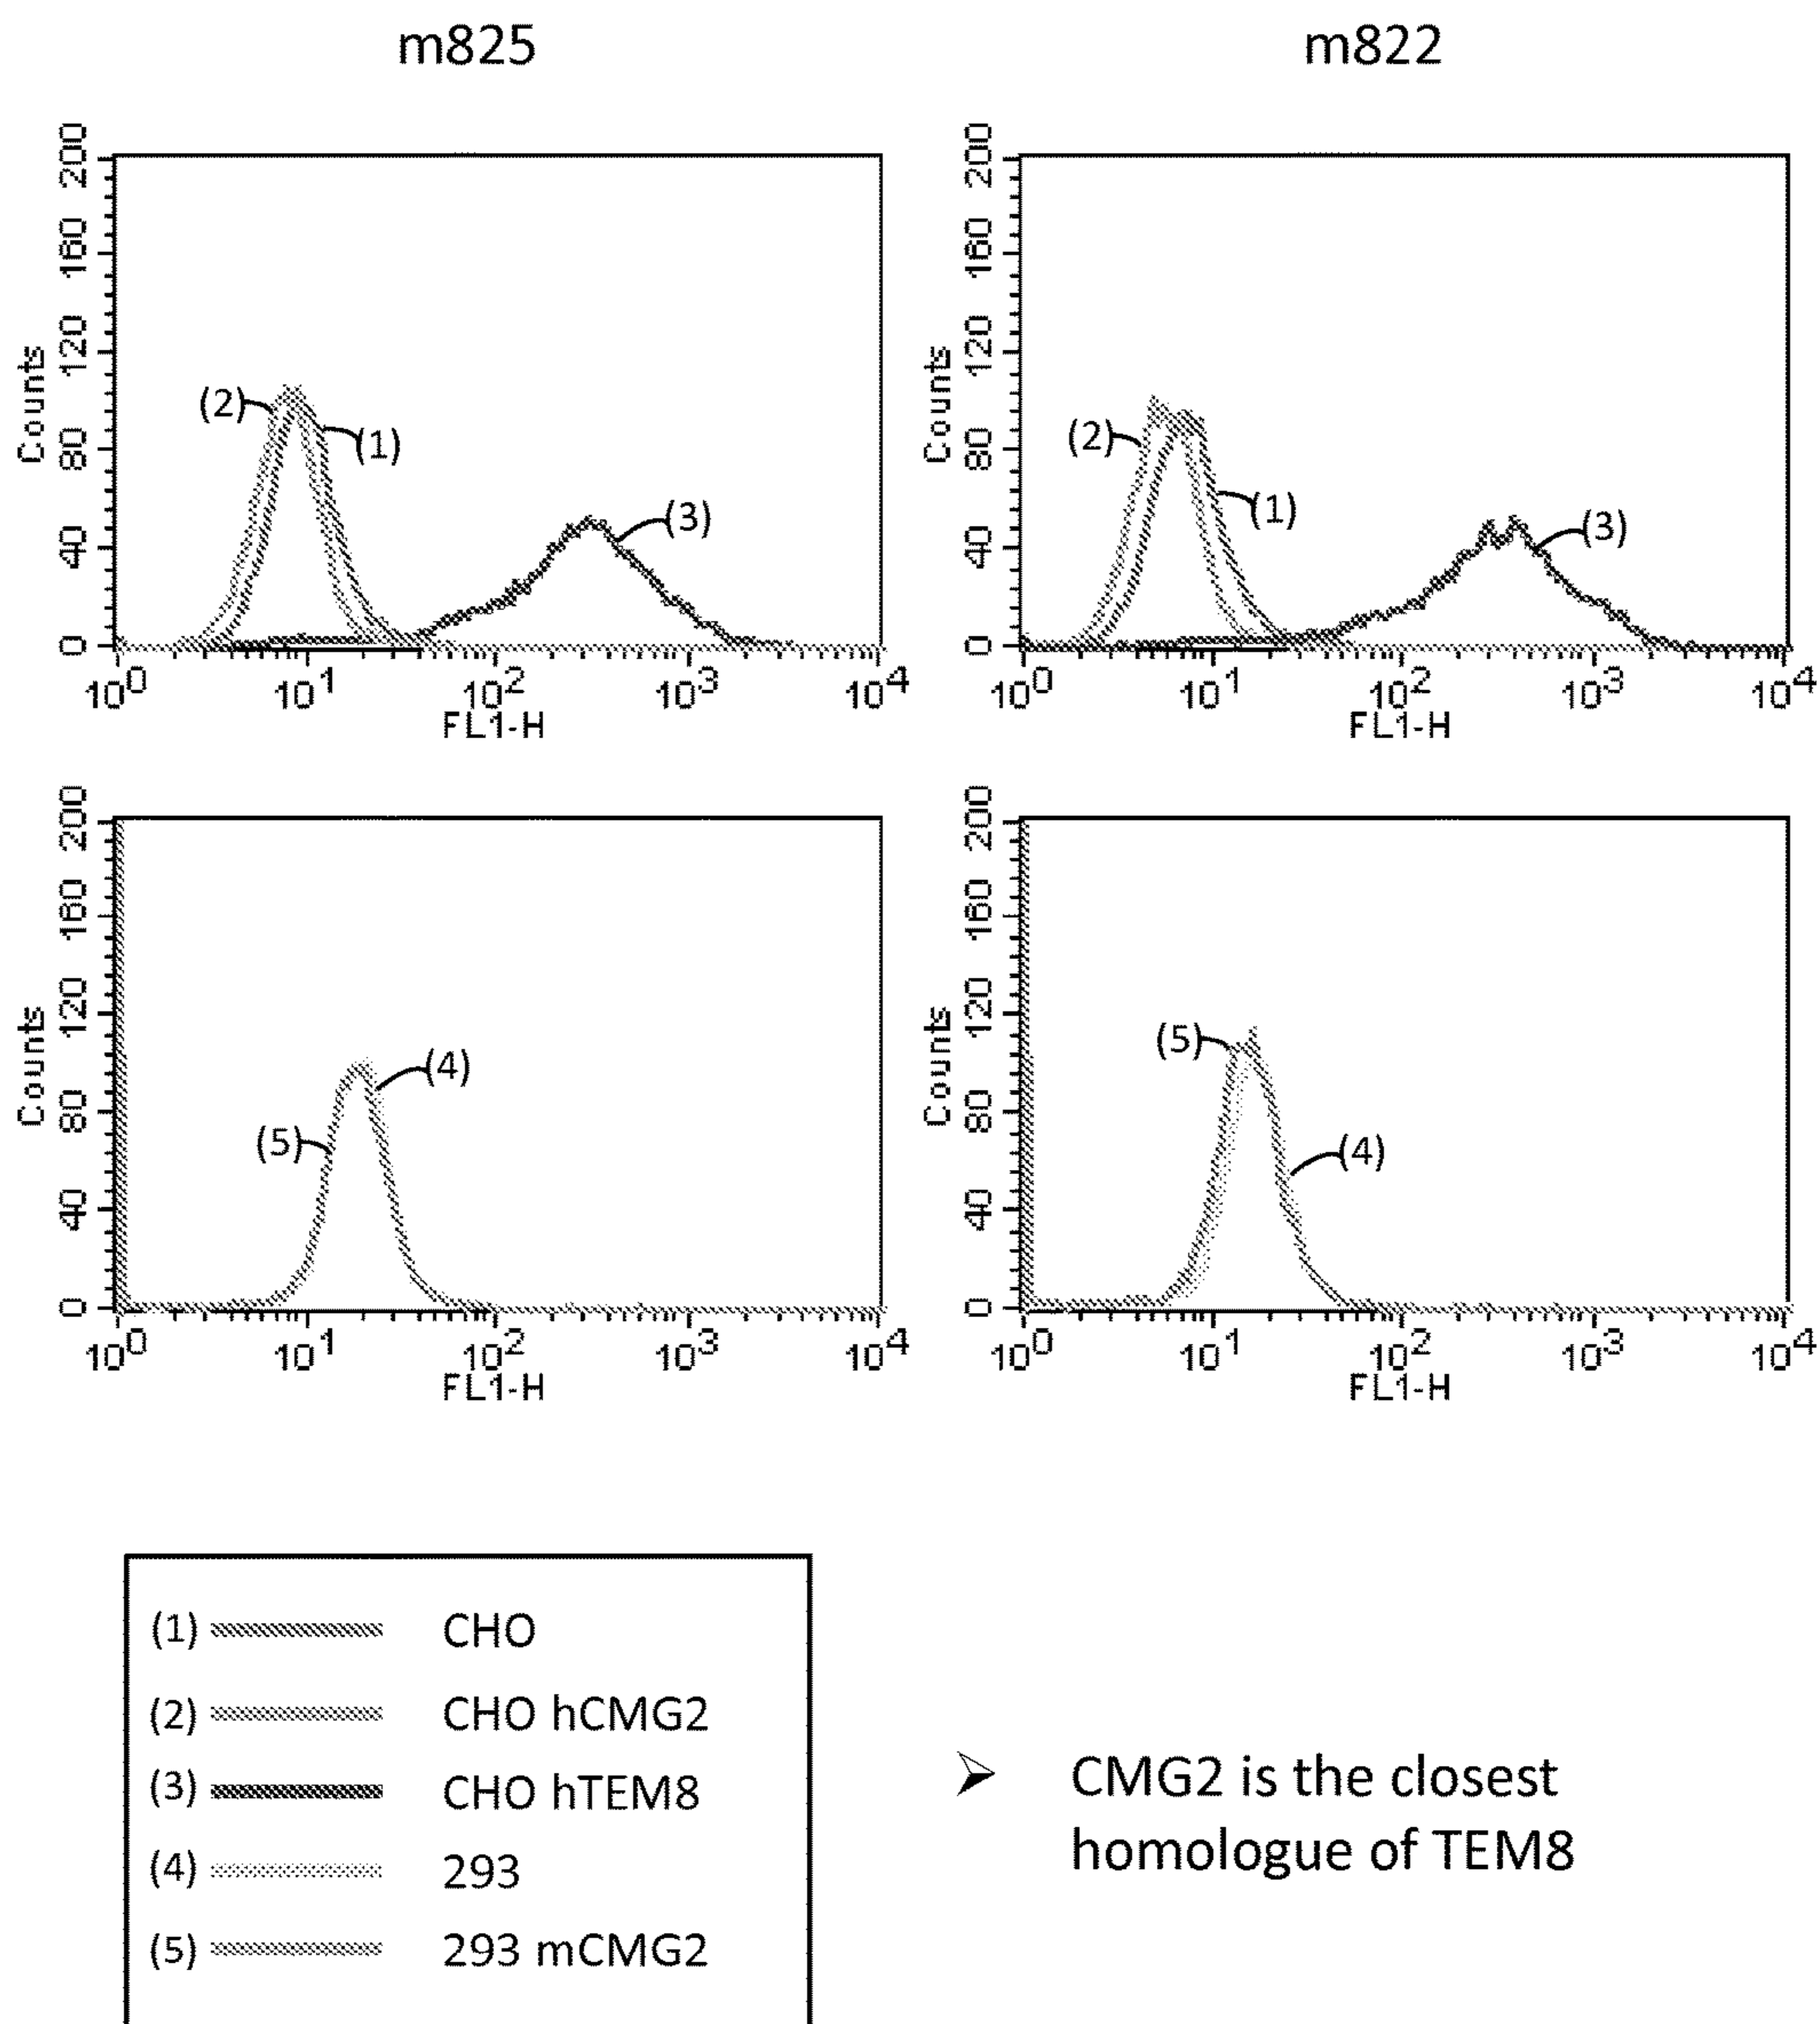 m825
m822
Counts
200
160
120
80
40
0
(2)
(1)
(3)
10^0 10^1 10^2 10^3 10^4
FL1-H
Counts
200
160
120
80
40
0
(2)
(1)
(3)
10^0 10^1 10^2 10^3 10^4
FL1-H
Counts
200
160
120
80
40
0
(4)
(5)
10^0 10^1 10^2 10^3 10^4
FL1-H
Counts
200
160
120
80
40
0
(5)
(4)
10^0 10^1 10^2 10^3 10^4
FL1-H
(1) CHO
(2) CHO hCMG2
(3) CHO hTEM8
(4) 293
(5) 293 mCMG2
➢ CMG2 is the closest
homologue of TEM8